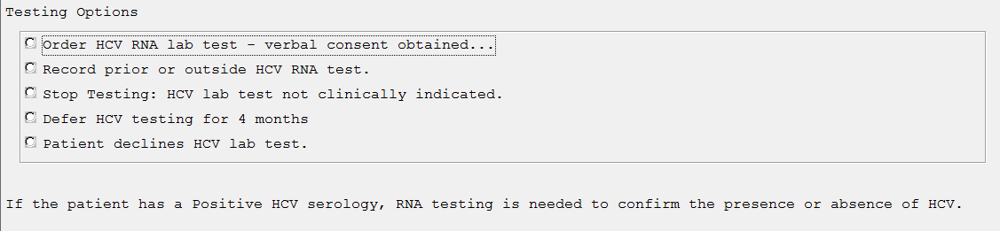 Testing Options
Order HCV RNA lab test - verbal consent obtained...
Record prior or outside HCV RNA test.
Stop Testing: HCV lab test not clinically indicated.
Defer HCV testing for 4 months
Patient declines HCV lab test.
If the patient has a Positive HCV serology, RNA testing is needed to confirm the presence or absence of HCV.